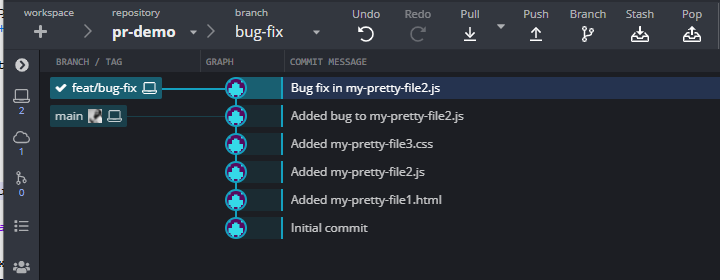 workspace repository branch
pr-demo bug-fix
Undo Redo Pull Push Branch Stash Pop
BRANCH / TAG GRAPH COMMIT MESSAGE
feat/bug-fix Bug fix in my-pretty-file2.js
main Added bug to my-pretty-file2.js
Added my-pretty-file3.css
Added my-pretty-file2.js
Added my-pretty-file1.html
Initial commit
2
1
0